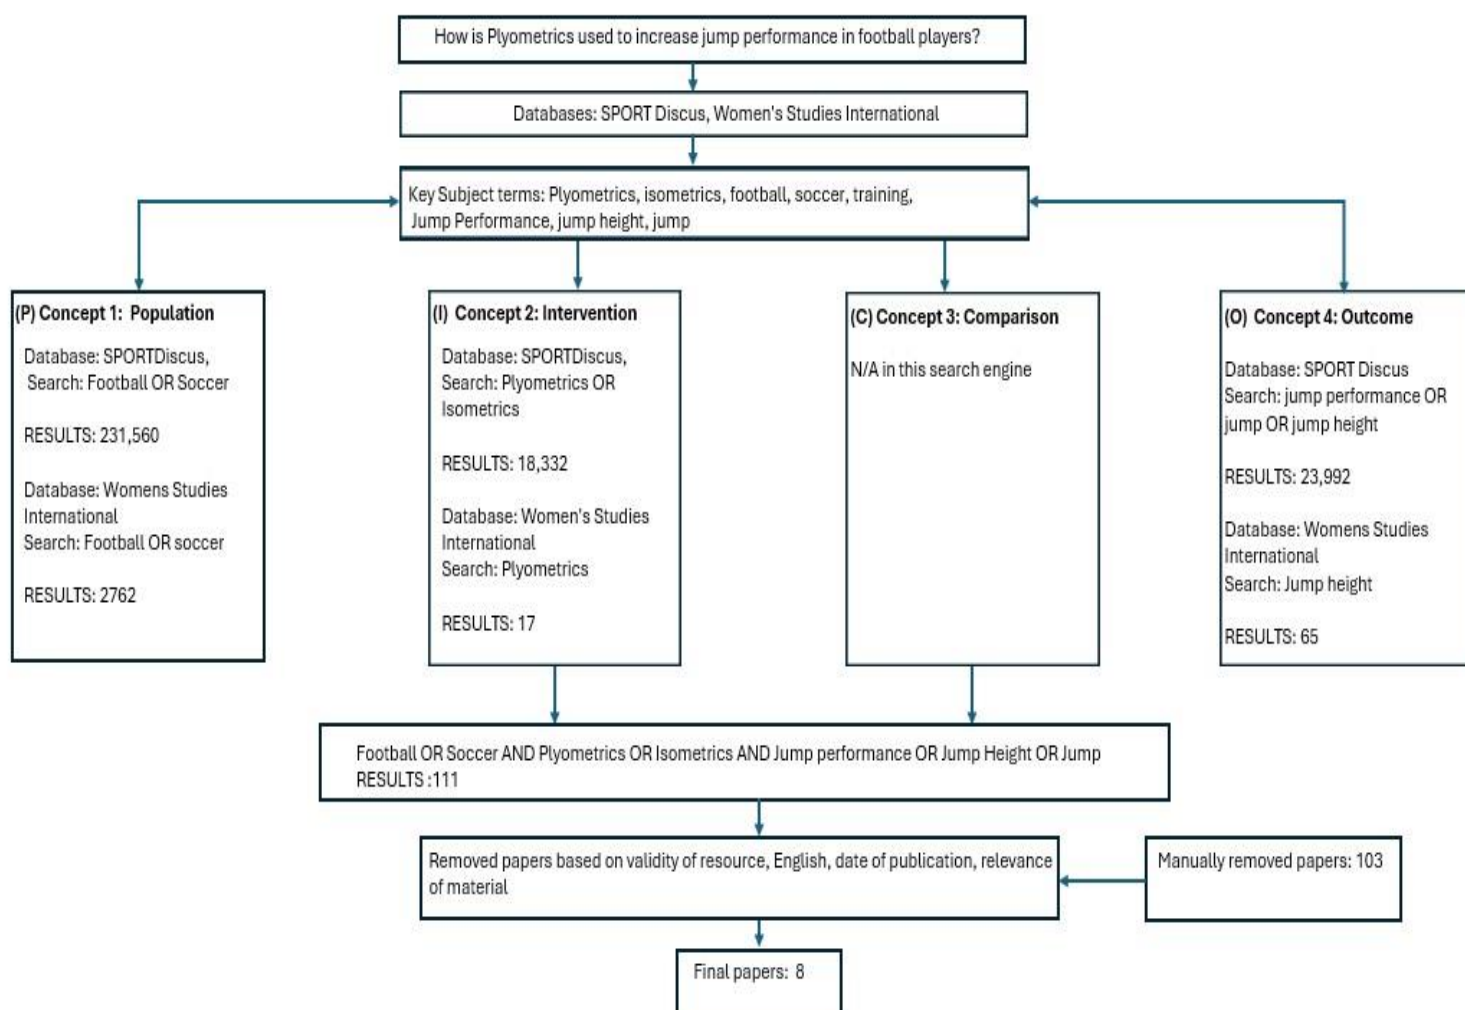 How is Plyometrics used to increase jump performance in football players?
Databases: SPORT Discus, Women's Studies International
Key Subject terms: Plyometrics, isometrics, football, soccer, training,
Jump Performance, jump height, jump
(P) Concept 1: Population
Database: SPORTDiscus,
Search: Football OR Soccer
RESULTS: 231,560
Database: Womens Studies
International
Search: Football OR soccer
RESULTS: 2762
(I) Concept 2: Intervention
Database: SPORTDiscus,
Search: Plyometrics OR
Isometrics
RESULTS: 18,332
Database: Women's Studies
International
Search: Plyometrics
RESULTS: 17
(C) Concept 3: Comparison
N/A in this search engine
(O) Concept 4: Outcome
Database: SPORT Discus
Search: jump performance OR
jump OR jump height
RESULTS: 23,992
Database: Womens Studies
International
Search: Jump height
RESULTS: 65
Football OR Soccer AND Plyometrics OR Isometrics AND Jump performance OR Jump Height OR Jump
RESULTS :111
Removed papers based on validity of resource, English, date of publication, relevance
of material
Manually removed papers: 103
Final papers: 8